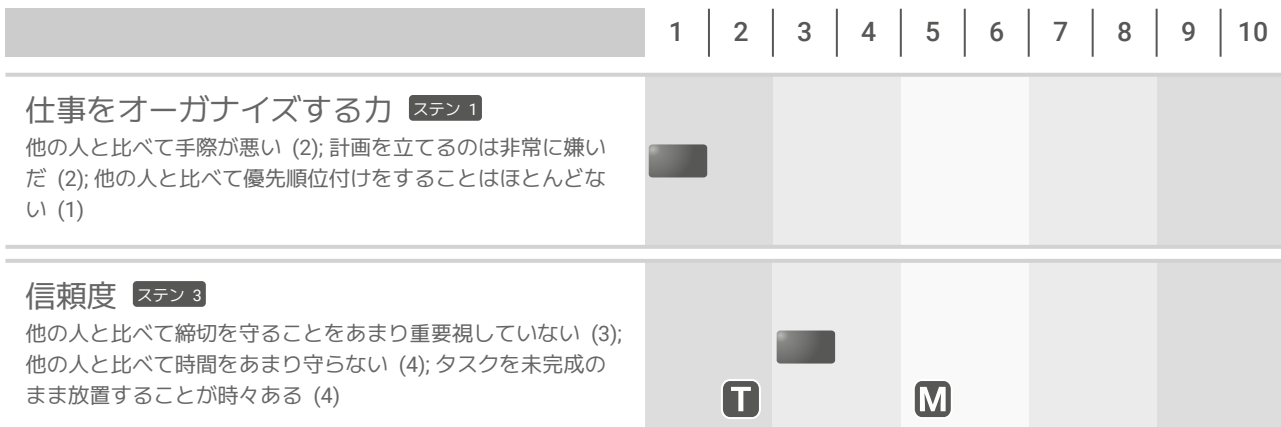 1 2 3 4 5 6 7 8 9 10
仕事をオーガナイズする力 ステン 1
他の人と比べて手際が悪い (2); 計画を立てるのは非常に嫌い
だ (2); 他の人と比べて優先順位付けをすることはほとんどな
い (1)
信頼度 ステン 3
他の人と比べて締切を守ることをあまり重要視していない (3);
他の人と比べて時間をあまり守らない (4); タスクを未完成の
まま放置することが時々ある (4)
T M